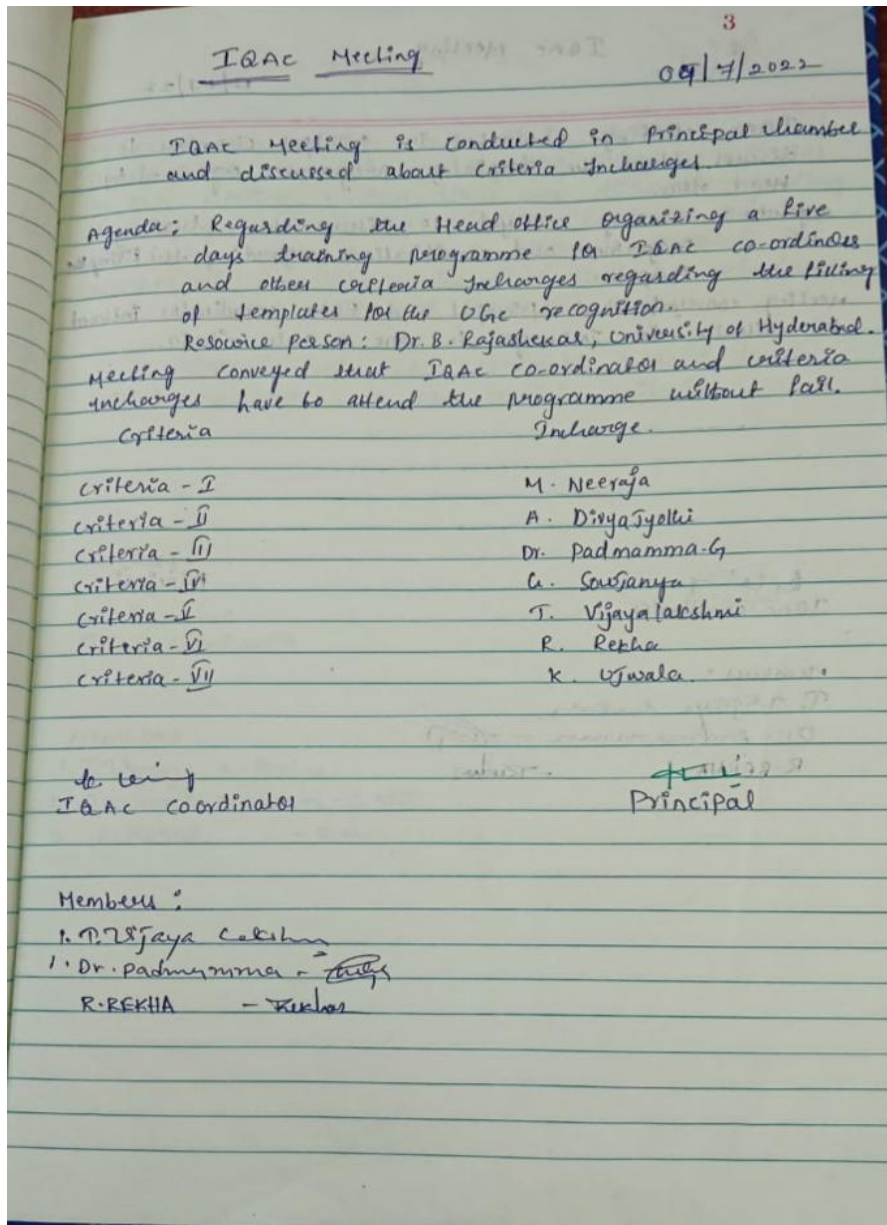 3
IQAC Meeting
7/2022
IQAC Meeting is conducted in Principal chamber
and discussed about criteria Incharges.
Agenda: Regarding the Head office organizing a five
days training programme for IQAC co-ordinators
and other criteria Incharges regarding the filling
of templates for the UGC recognition.
Resource Person: Dr. B. Rajashekar, University of Hyderabad.
Meeting conveyed that IQAC co-ordinator and criteria
incharges have to attend the programme without fail.
Criteria Incharge.
Criteria - I M. Neeraja
Criteria - II A. DivyaJyothi
Criteria - III Dr. Padmamma.G
Criteria - IV G. Sowjanya
Criteria - V T. Vijayalakshmi
Criteria - VI R. Rekha
Criteria - VII K. Ujwala.
IQAC coordinator Principal
Members :
1. T. Vijaya Lakshmi
1. Dr. Padmamma -
R. REKHA - Rekha